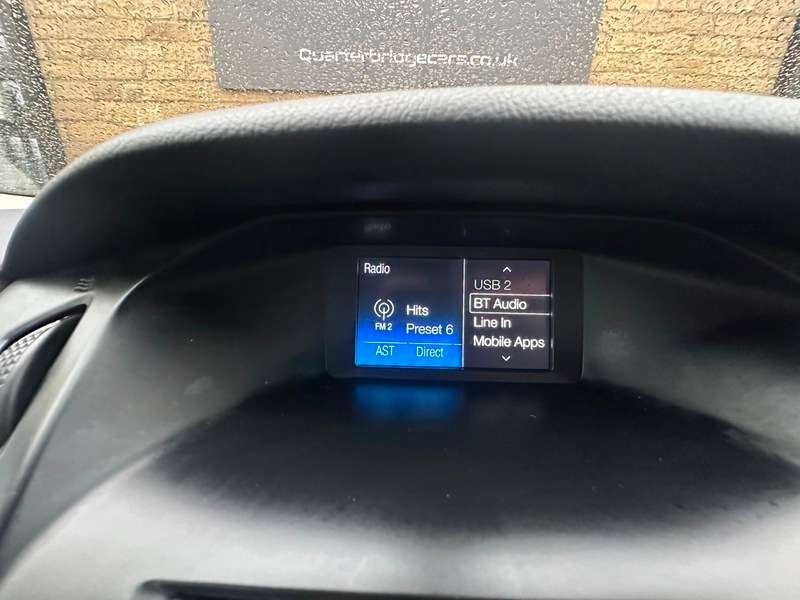 Quarterbridgecars.co.uk
Radio
Hits
FM 2
Preset 6
AST Direct
USB 2
BT Audio
Line In
Mobile Apps